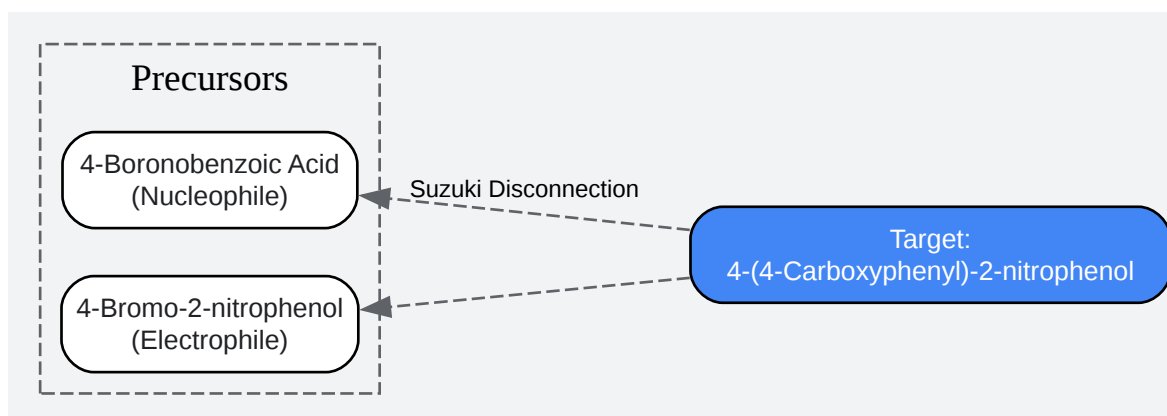 Precursors
4-Boronobenzoic Acid
(Nucleophile)
4-Bromo-2-nitrophenol
(Electrophile)
Suzuki Disconnection
Target:
4-(4-Carboxyphenyl)-2-nitrophenol